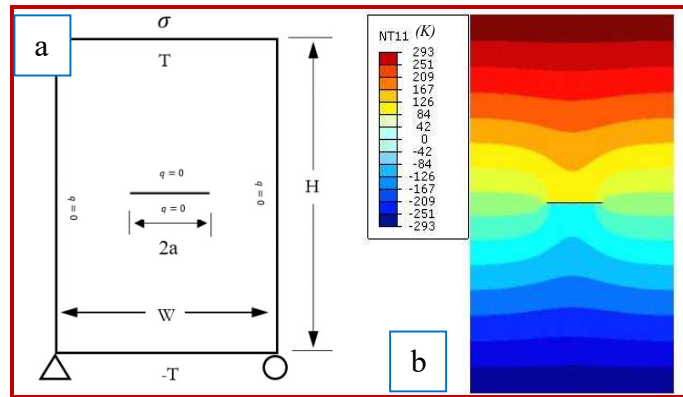 a
σ
T
q = 0
q = 0
q = 0
q = 0
2a
H
W
-T
NT11 (K)
293
251
209
167
126
84
42
0
-42
-84
-126
-167
-209
-251
-293
b